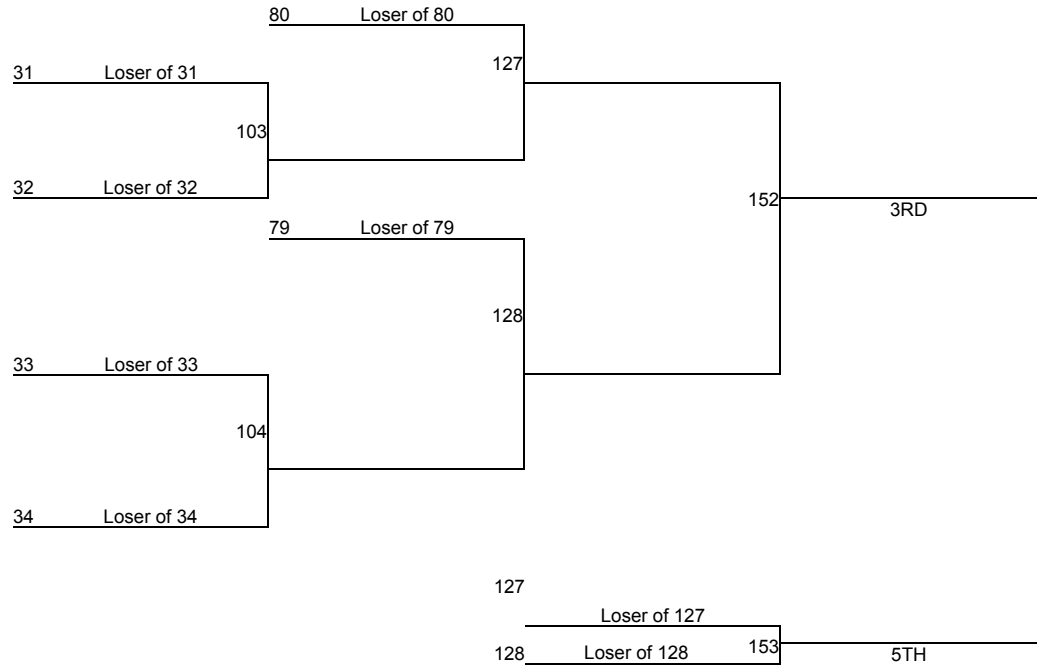 80 Loser of 80
31 Loser of 31
127
103
32 Loser of 32
152
3RD
79 Loser of 79
128
33 Loser of 33
104
34 Loser of 34
127
Loser of 127
128 Loser of 128
153
5TH